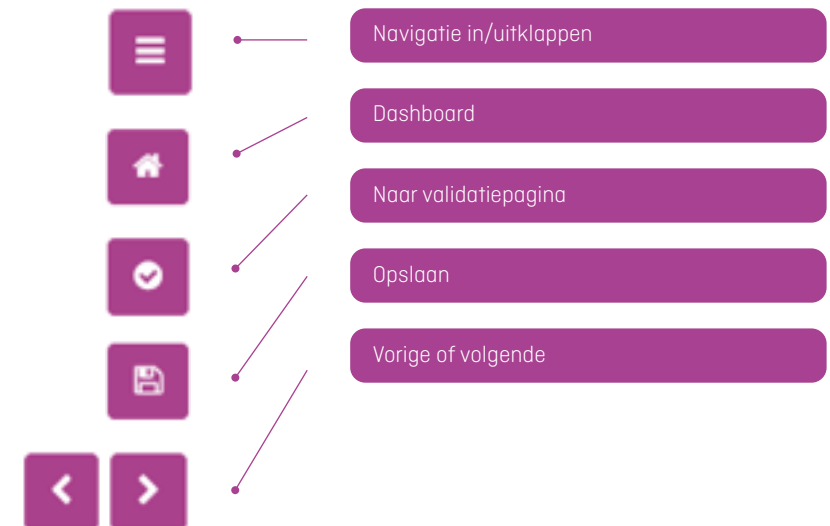 Navigatie in/uitklappen
Dashboard
Naar validatiepagina
Opslaan
Vorige of volgende